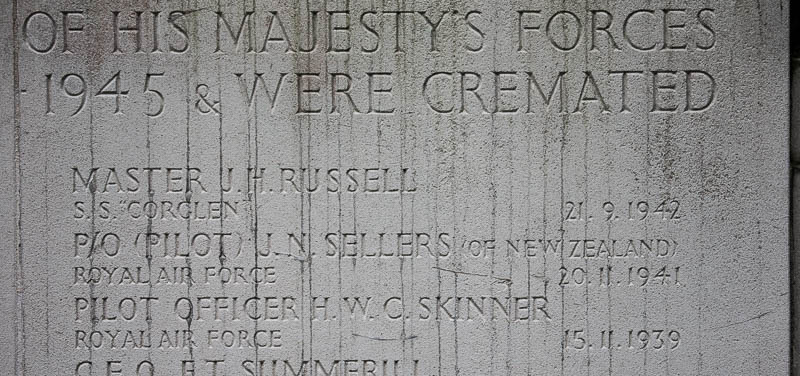 OF HIS MAJESTY'S FORCES
-1945 & WERE CREMATED
MASTER J.H. RUSSELL
S.S. "CORGLEN" 21. 9. 1942
P/O (PILOT) J.N. SELLERS (OF NEW ZEALAND)
ROYAL AIR FORCE 20.11.1941
PILOT OFFICER H.W.C. SKINNER
ROYAL AIR FORCE 15.11.1939
SUMMERILL